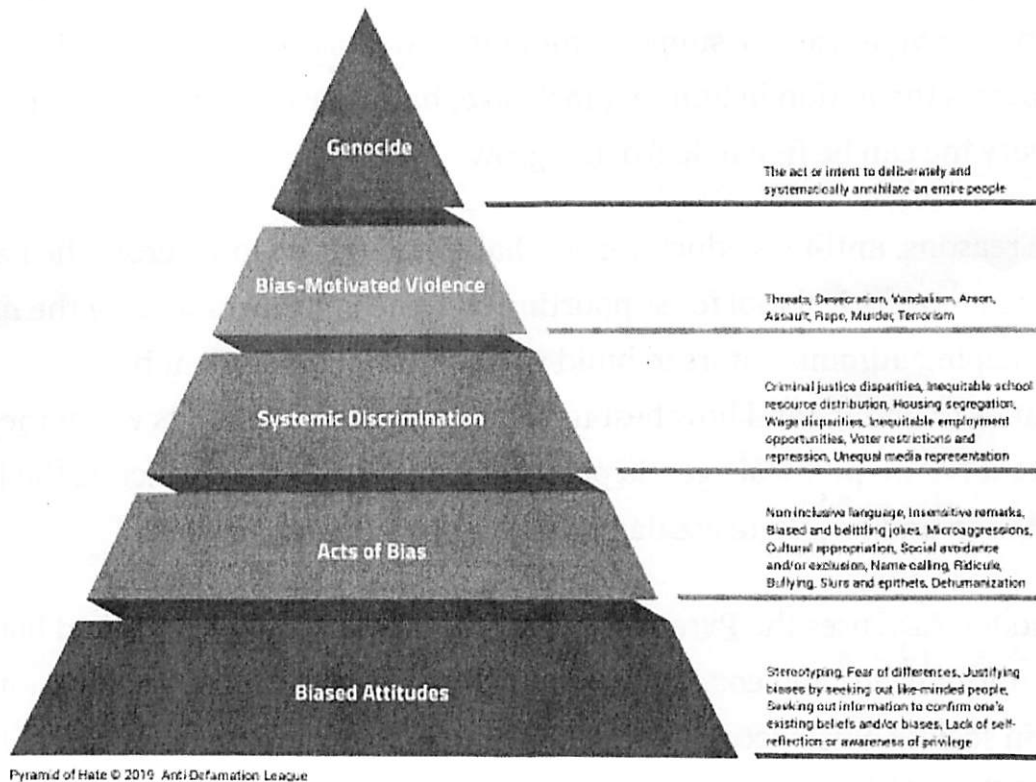 Genocide
The act or intent to deliberately and
systematically annihilate an entire people
Bias-Motivated Violence
Threats, Desecration, Vandalism, Arson,
Assault, Rape, Murder, Terrorism
Systemic Discrimination
Criminal justice disparities, Inequitable school
resource distribution, Housing segregation,
Wage disparities, Inequitable employment
opportunities, Voter restrictions and
repression, Unequal media representation
Acts of Bias
Non inclusive language, Insensitive remarks,
Biased and belittling jokes, Microaggressions,
Cultural appropriation, Social avoidance
and/or exclusion, Name-calling, Ridicule,
Bullying, Slurs and epithets, Dehumanization
Biased Attitudes
Stereotyping, Fear of differences, Justifying
biases by seeking out like-minded people,
Seeking out information to confirm one's
existing beliefs and/or biases, Lack of self-
reflection or awareness of privilege
Pyramid of Hate © 2019 Anti-Defamation League